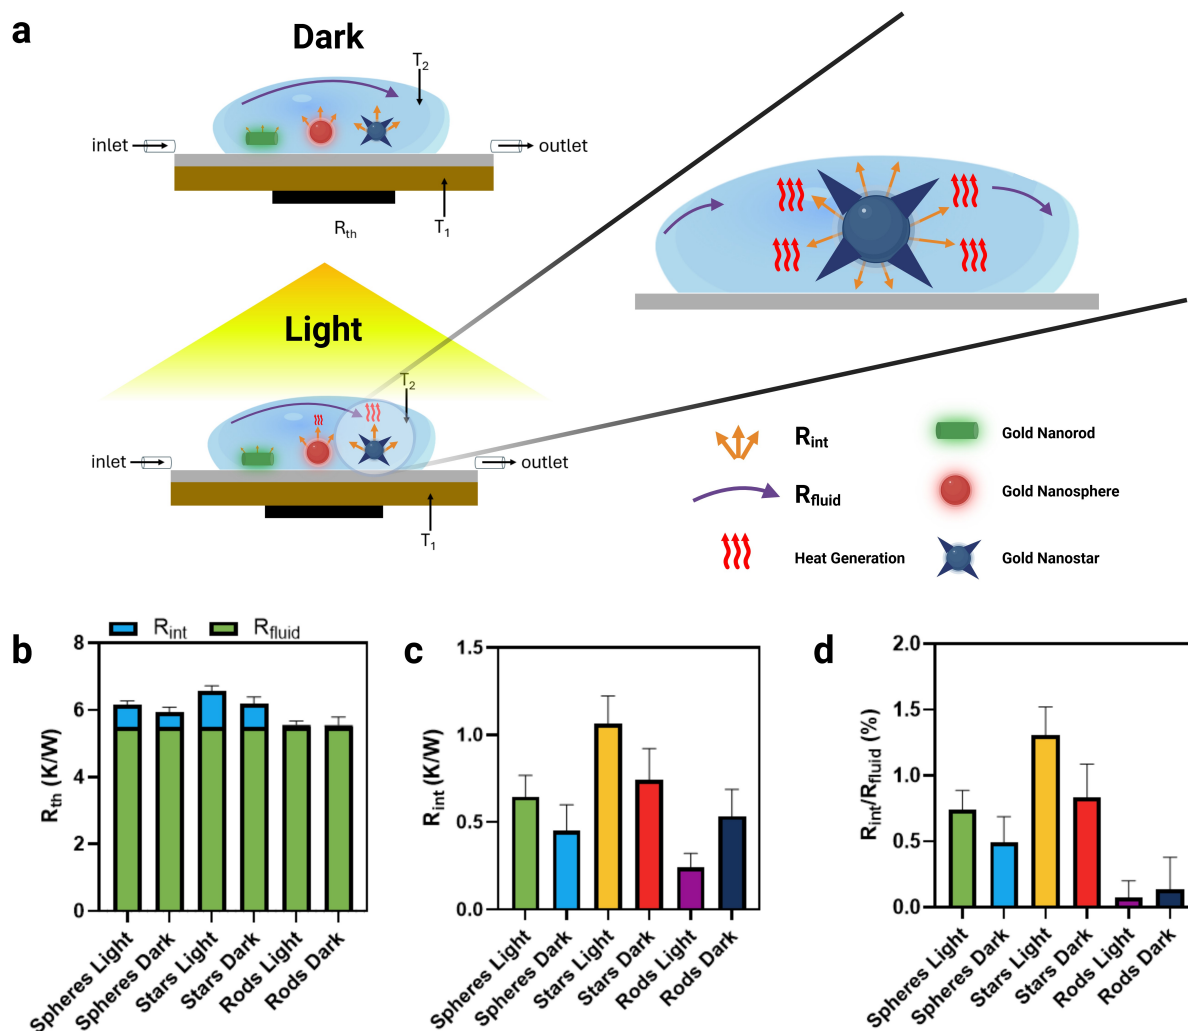 a
Dark
T2
inlet
outlet
T1
Rth
Light
T2
inlet
outlet
T1
Rint
Gold Nanorod
Rfluid
Gold Nanosphere
Heat Generation
Gold Nanostar
b
Rint Rfluid
Rth (K/W)
8
6
4
2
0
Spheres Light
Spheres Dark
Stars Light
Stars Dark
Rods Light
Rods Dark
c
Rint (K/W)
1.5
1.0
0.5
0.0
Spheres Light
Spheres Dark
Stars Light
Stars Dark
Rods Light
Rods Dark
d
Rint/Rfluid (%)
2.0
1.5
1.0
0.5
0.0
Spheres Light
Spheres Dark
Stars Light
Stars Dark
Rods Light
Rods Dark